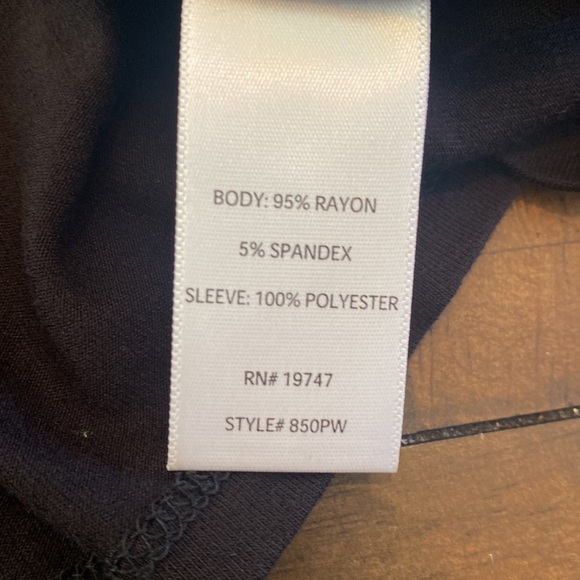 BODY: 95% RAYON
5% SPANDEX
SLEEVE: 100% POLYESTER
RN# 19747
STYLE# 850PW